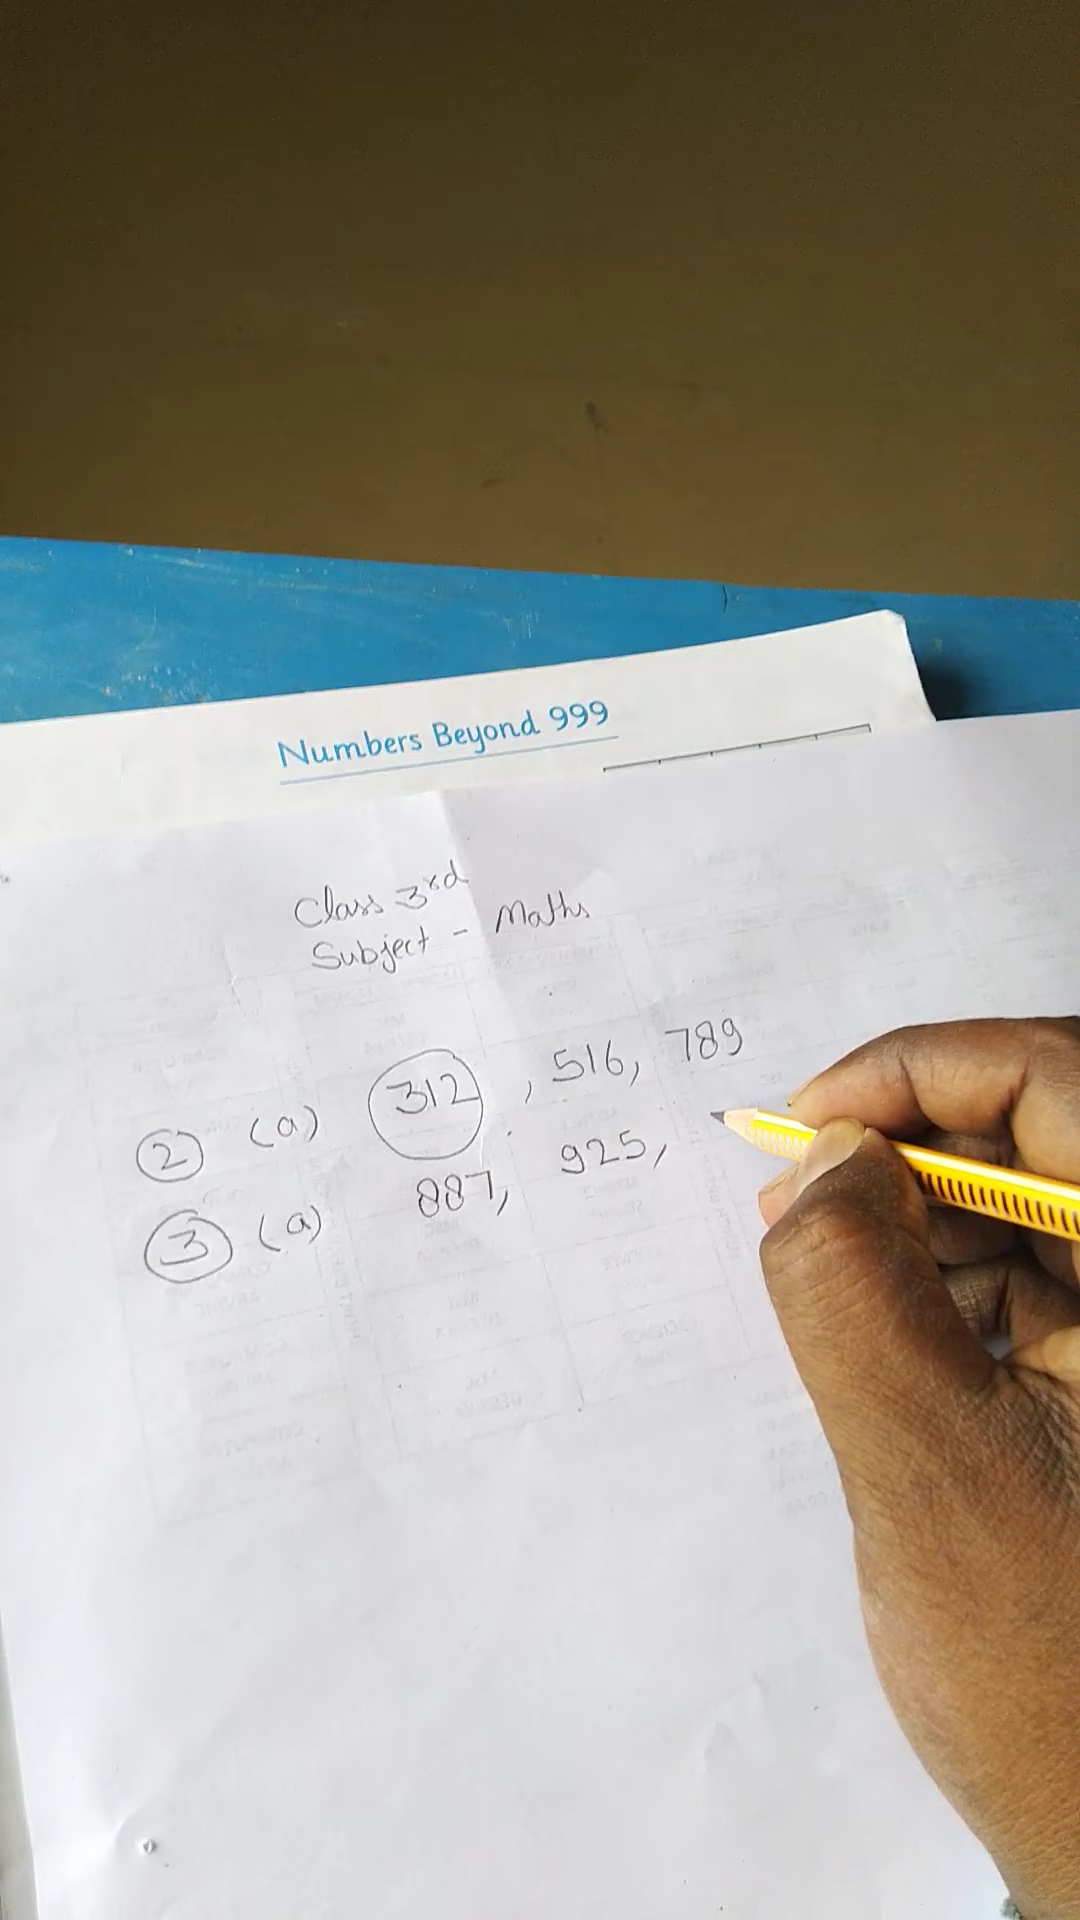 Numbers Beyond 999
Class 3rd
Subject - Maths
② (a) 312, 516, 789
③ (a) 887, 925,